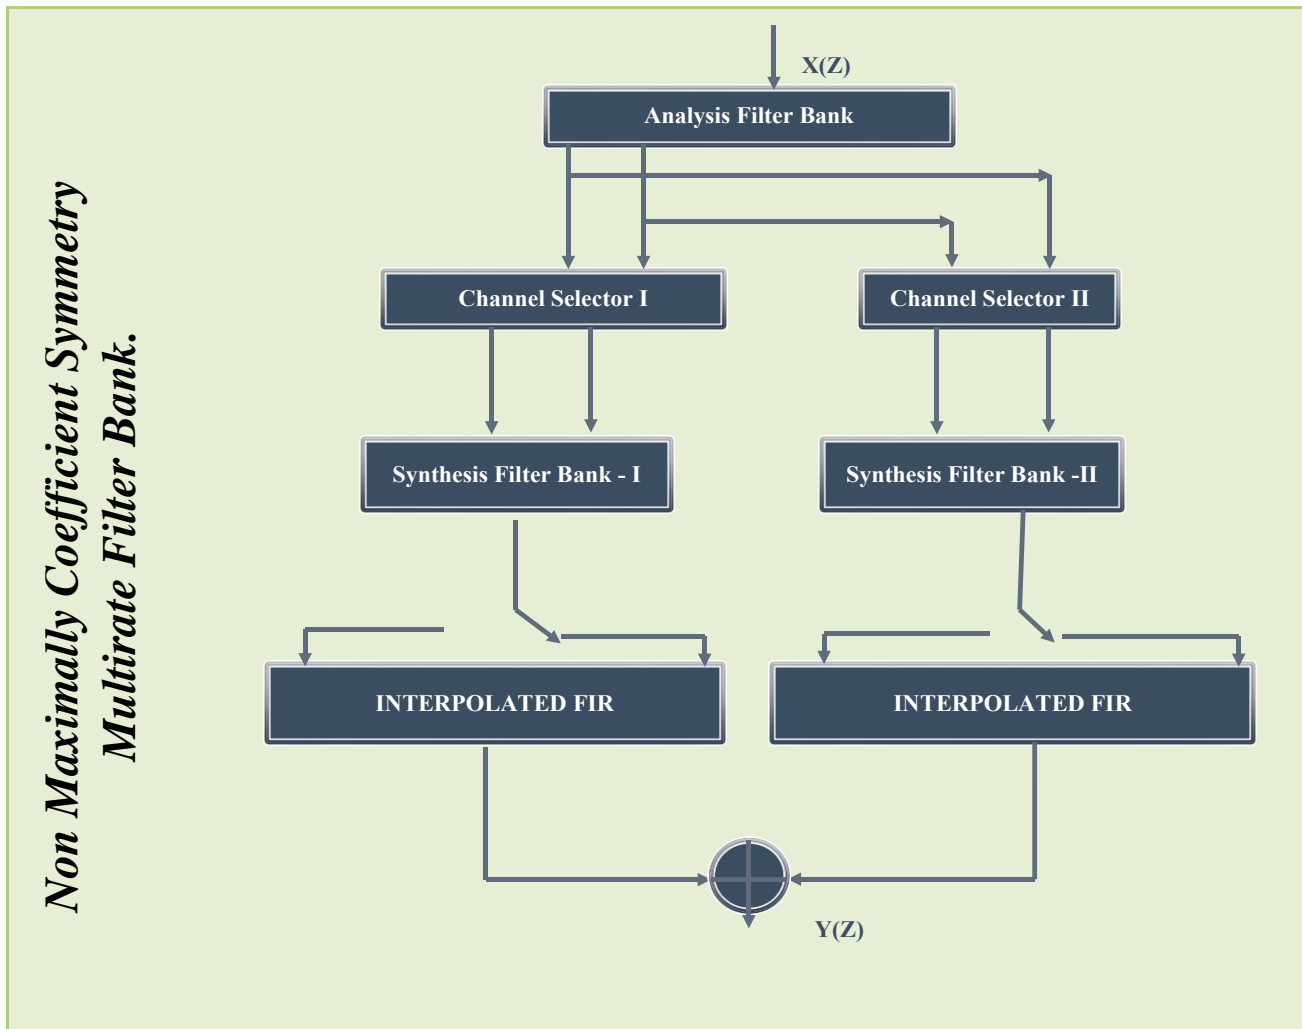 Non Maximally Coefficient Symmetry
Multirate Filter Bank.
X(Z)
Analysis Filter Bank
Channel Selector I
Channel Selector II
Synthesis Filter Bank - I
Synthesis Filter Bank -II
INTERPOLATED FIR
INTERPOLATED FIR
Y(Z)